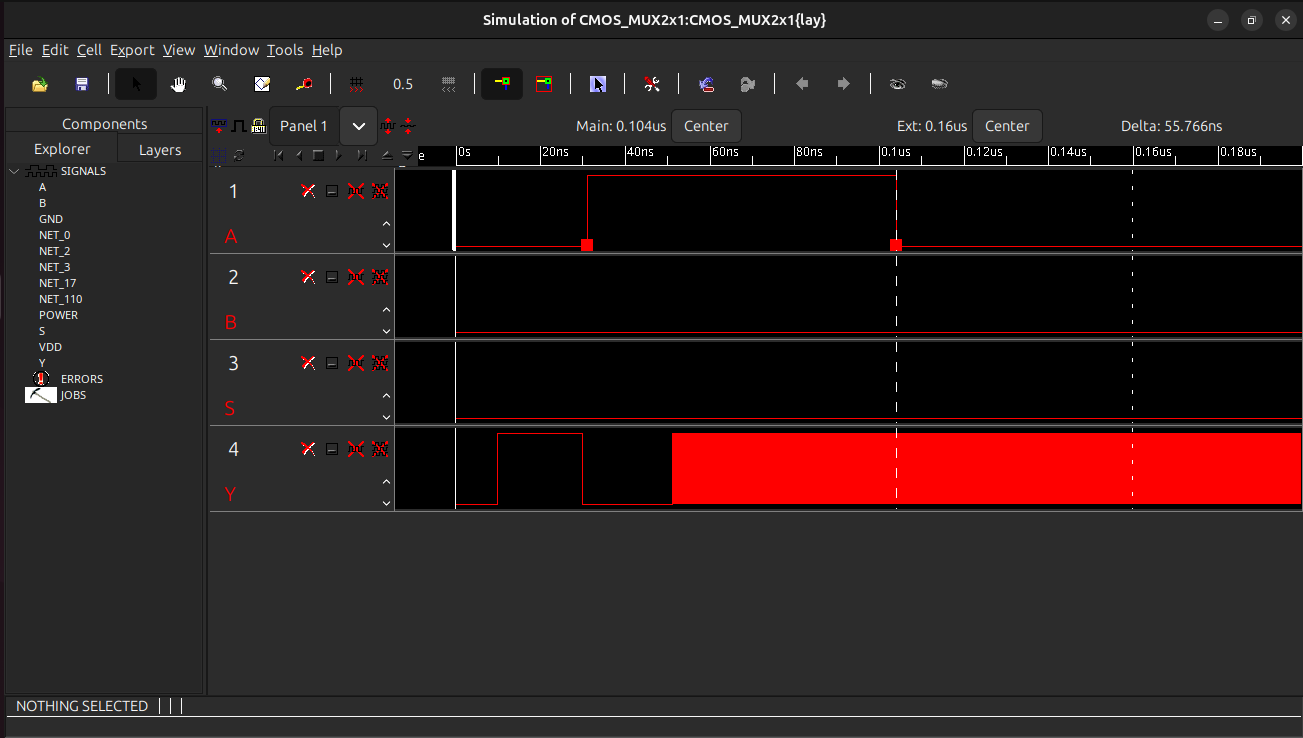 Simulation of CMOS_MUX2x1:CMOS_MUX2x1{lay}
File Edit Cell Export View Window Tools Help
0.5
Components
Explorer Layers
SIGNALS
A
B
GND
NET_0
NET_2
NET_3
NET_17
NET_110
POWER
S
VDD
Y
ERRORS
JOBS
Panel 1 Main: 0.104us Center Ext: 0.16us Center Delta: 55.766ns
e 0s 20ns 40ns 60ns 80ns 0.1us 0.12us 0.14us 0.16us 0.18us
1
A
2
B
3
S
4
Y
NOTHING SELECTED